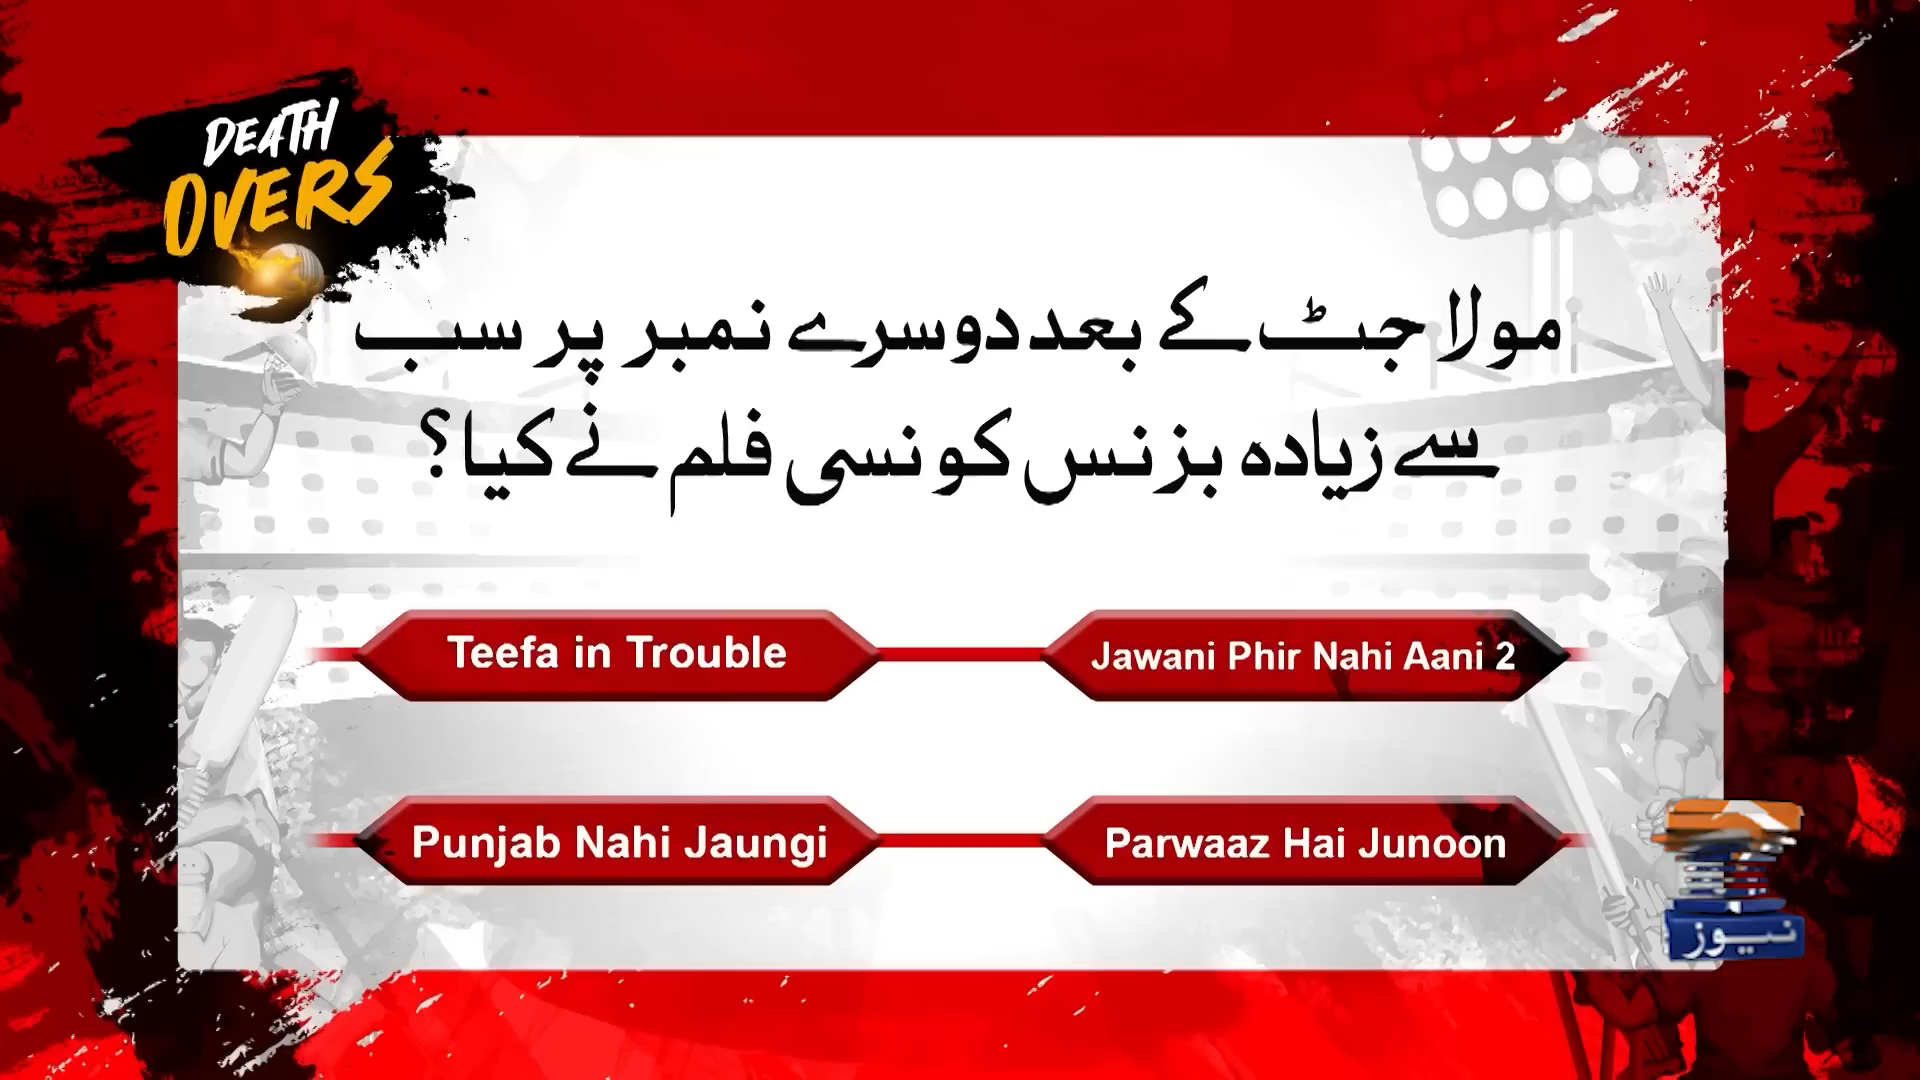 DEATH
OVERS
مولا جٹ کے بعد دوسرے نمبر پر سب
سے زیادہ بزنس کونسی فلم نے کیا؟
Teefa in Trouble
Jawani Phir Nahi Aani 2
Punjab Nahi Jaungi
Parwaaz Hai Junoon
نیوز